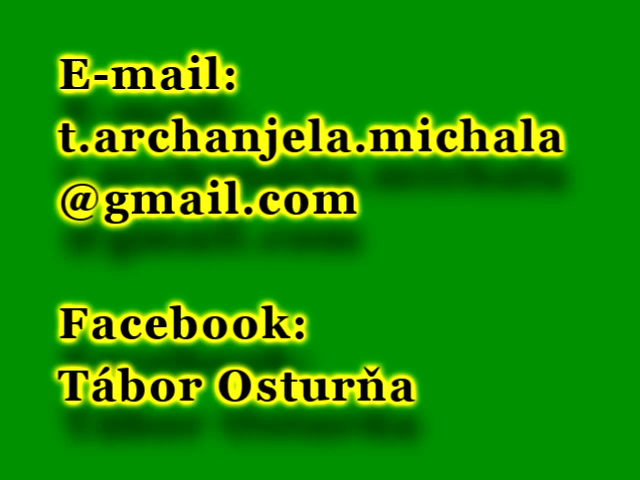 E-mail:
t.archanjela.michala
@gmail.com
Facebook:
Tábor Osturňa